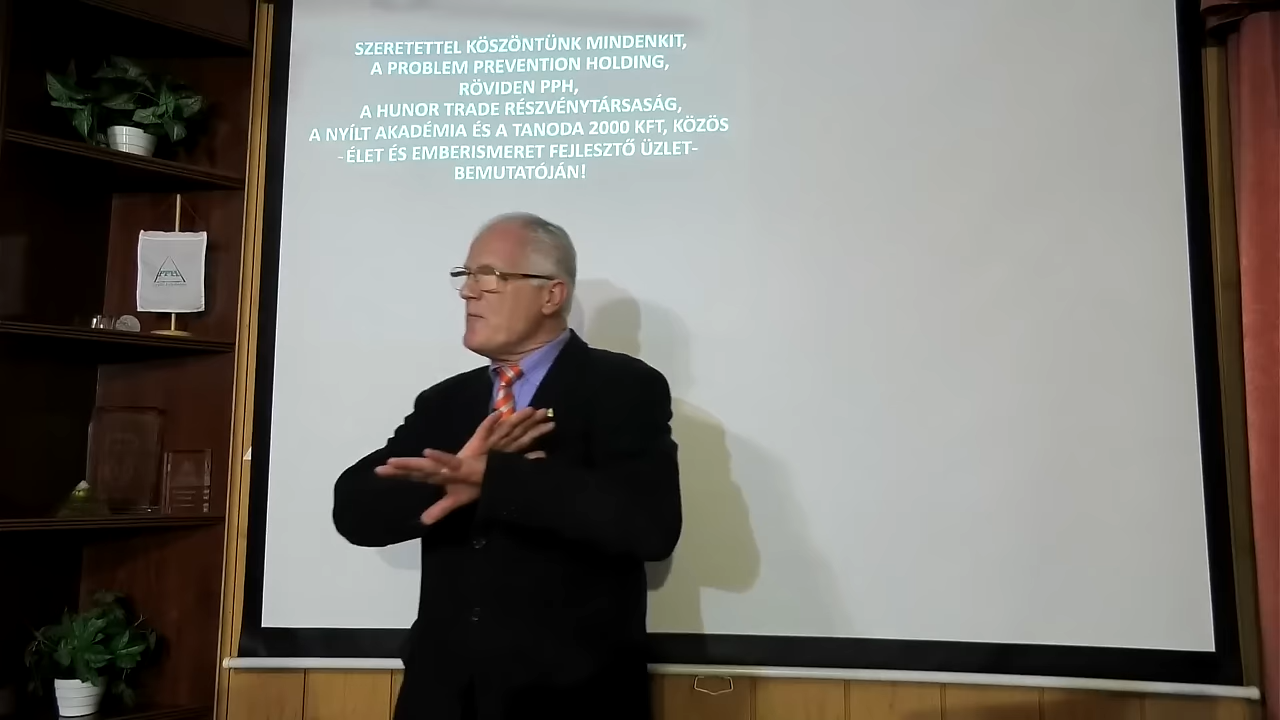 SZERETETTEL KÖSZÖNTÜNK MINDENKIT,
A PROBLEM PREVENTION HOLDING,
RÖVIDEN PPH,
A HUNOR TRADE RÉSZVÉNYTÁRSASÁG,
A NYÍLT AKADÉMIA ÉS A TANODA 2000 KFT, KÖZÖS
-ÉLET ÉS EMBERISMERET FEJLESZTŐ ÜZLET-
BEMUTATÓJÁN!
PPH